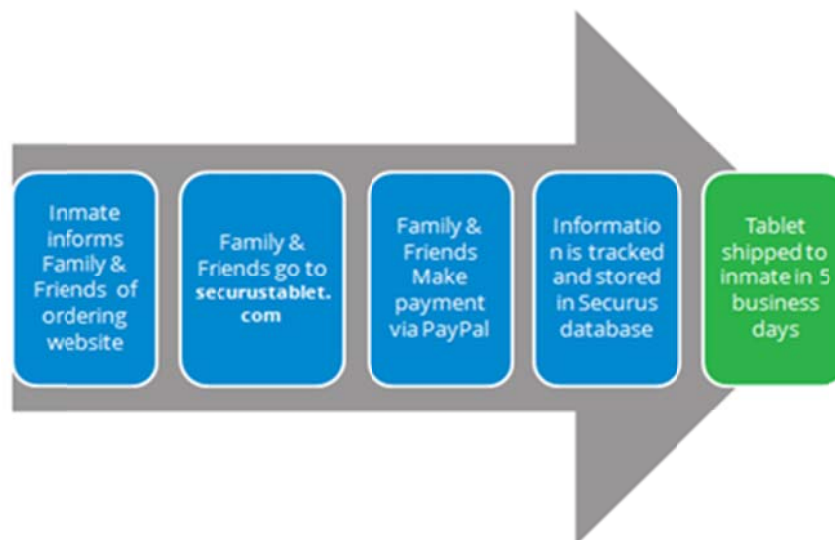 Inmate
informs
Family &
Friends of
ordering
website
Family &
Friends go to
securustablet.
com
Family &
Friends
Make
payment
via PayPal
Informatio
n is tracked
and stored
in Securus
database
Tablet
shipped to
inmate in 5
business
days